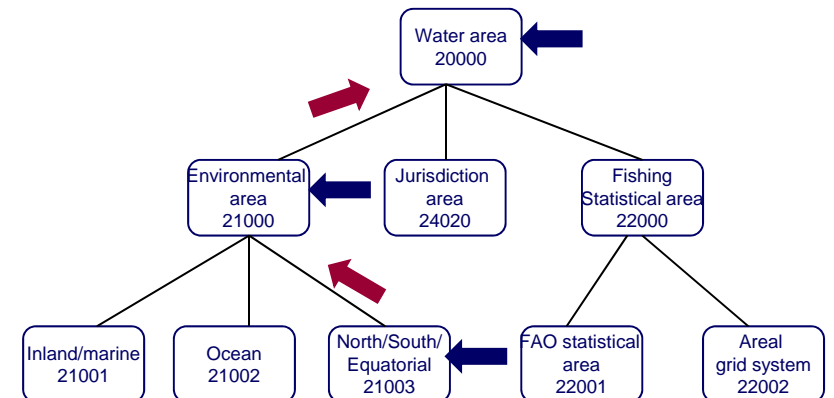 Water area
20000
Environmental
area
21000
Jurisdiction
area
24020
Fishing
Statistical area
22000
Inland/marine
21001
Ocean
21002
North/South/
Equatorial
21003
FAO statistical
area
22001
Areal
grid system
22002